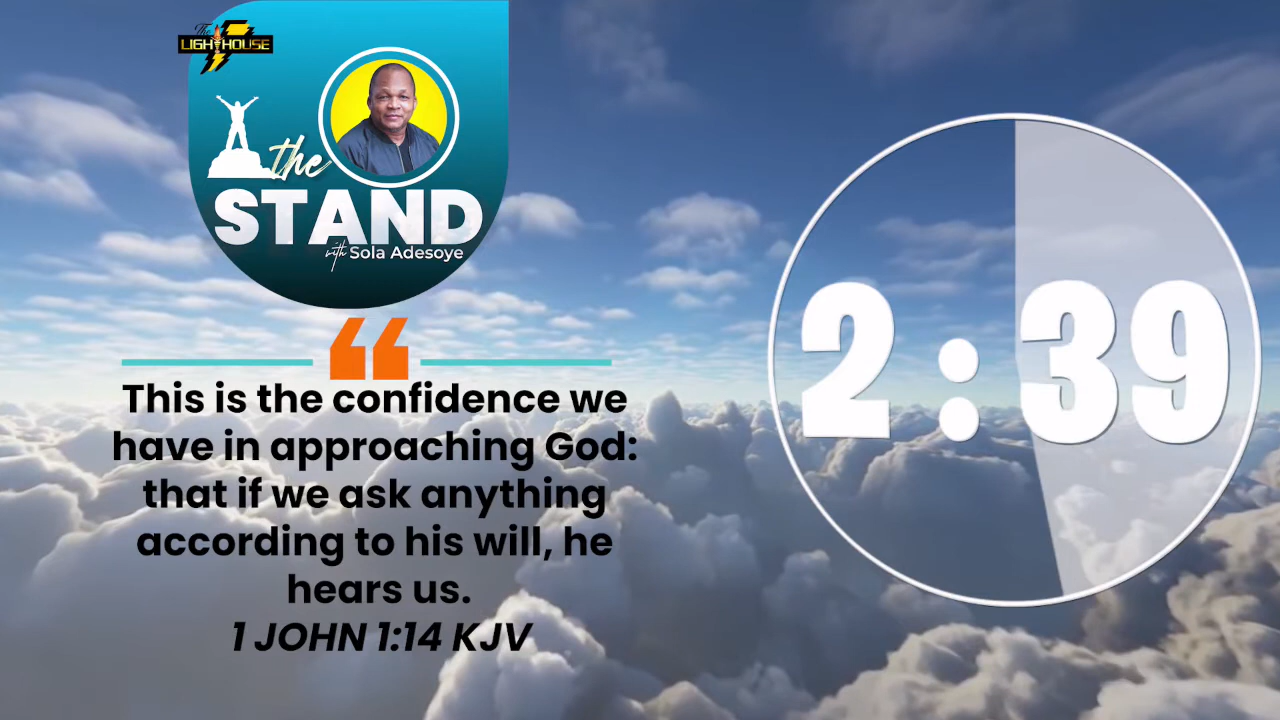 The
LIGHTHOUSE
the
STAND
with Sola Adesoye
2:39
“
This is the confidence we
have in approaching God:
that if we ask anything
according to his will, he
hears us.
1 JOHN 1:14 KJV